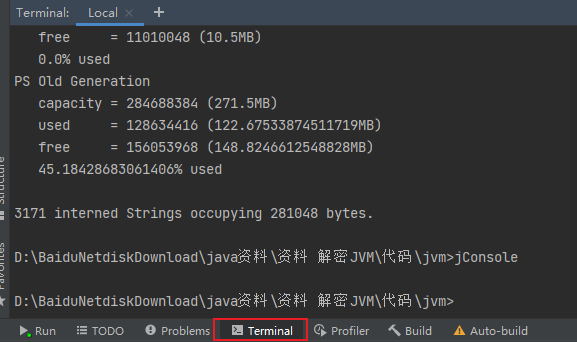 Terminal: Local × +
free = 11010048 (10.5MB)
0.0% used
PS Old Generation
capacity = 284688384 (271.5MB)
used = 128634416 (122.67533874511719MB)
free = 156053968 (148.8246612548828MB)
45.18428683061406% used
3171 interned Strings occupying 281048 bytes.
D:\BaiduNetdiskDownload\java资料\资料 解密JVM\代码\jvm>jConsole
D:\BaiduNetdiskDownload\java资料\资料 解密JVM\代码\jvm>
Structure
Favorites
Run TODO Problems Terminal Profiler Build Auto-build